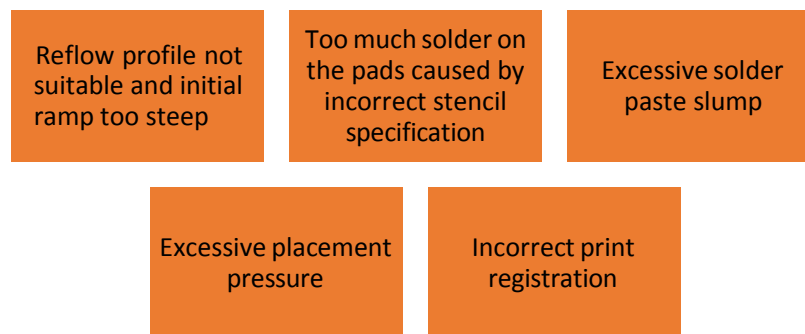 Reflow profile not
suitable and initial
ramp too steep
Too much solder on
the pads caused by
incorrect stencil
specification
Excessive solder
paste slump
Excessive placement
pressure
Incorrect print
registration